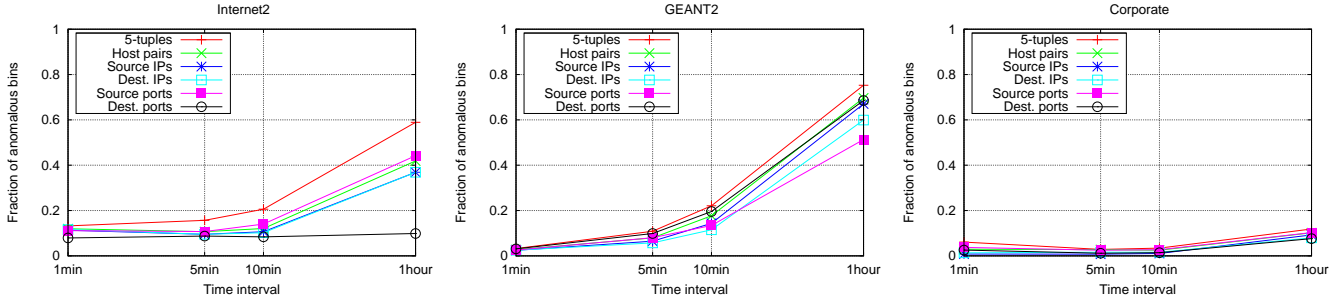 Internet2
Fraction of anomalous bins
1
0.8
0.6
0.4
0.2
0
5-tuples
Host pairs
Source IPs
Dest. IPs
Source ports
Dest. ports
1min
5min
10min
1hour
Time interval
GEANT2
Fraction of anomalous bins
1
0.8
0.6
0.4
0.2
0
5-tuples
Host pairs
Source IPs
Dest. IPs
Source ports
Dest. ports
1min
5min
10min
1hour
Time interval
Corporate
Fraction of anomalous bins
1
0.8
0.6
0.4
0.2
0
5-tuples
Host pairs
Source IPs
Dest. IPs
Source ports
Dest. ports
1min
5min
10min
1hour
Time interval